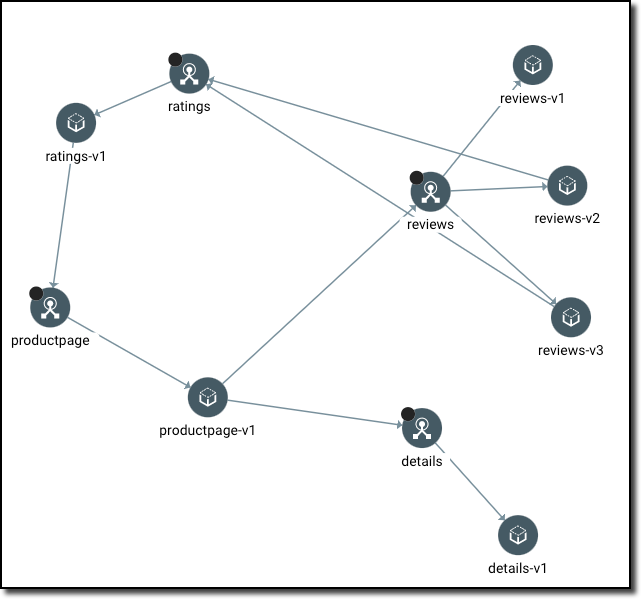 reviews-v1
ratings
ratings-v1
reviews-v2
reviews
productpage
reviews-v3
productpage-v1
details
details-v1